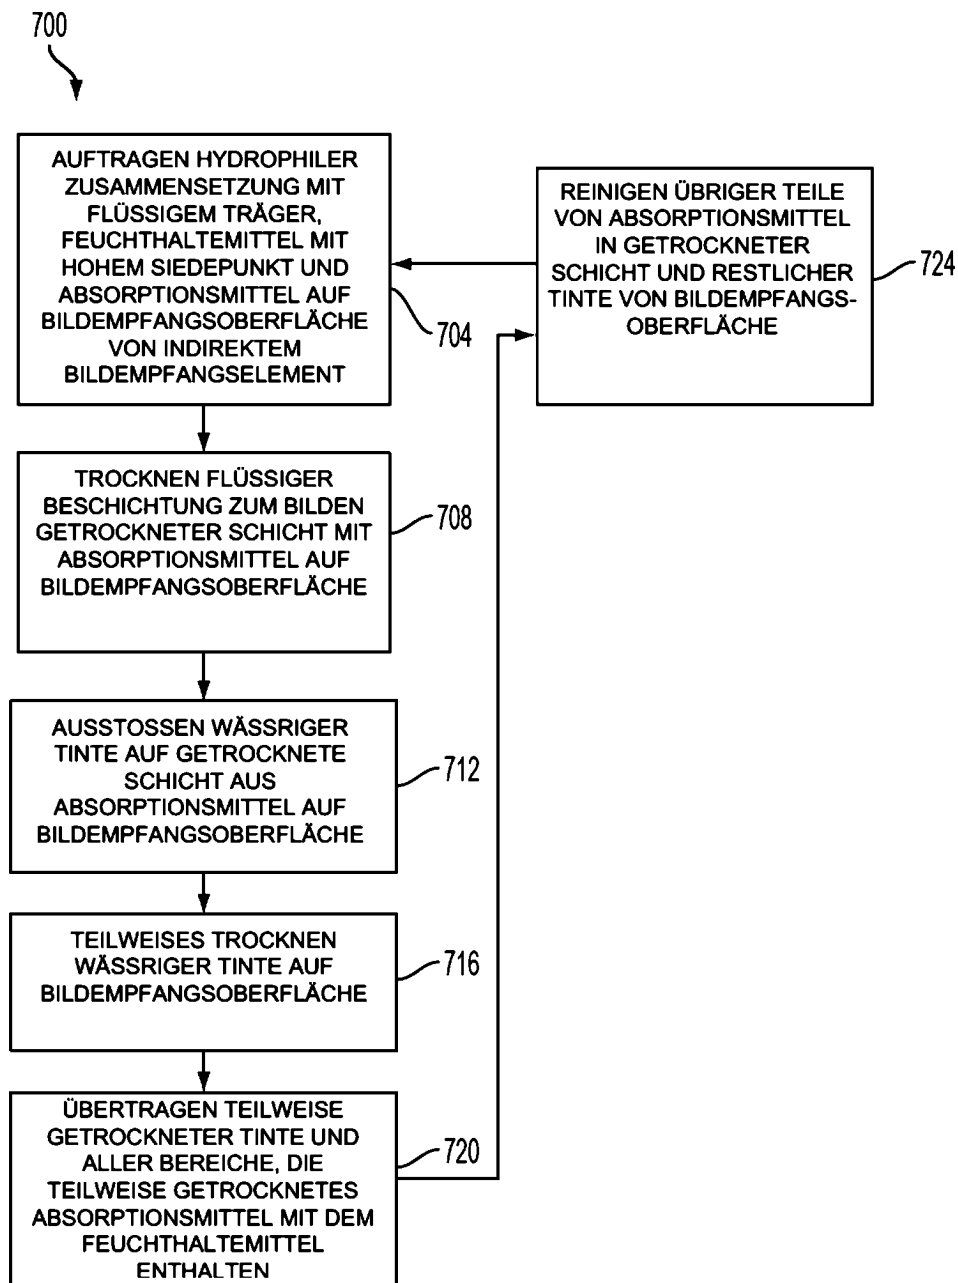 700
AUFTRAGEN HYDROPHILER
ZUSAMMENSETZUNG MIT
FLÜSSIGEM TRÄGER,
FEUCHTHALTEMITTEL MIT
HOHEM SIEDEPUNKT UND
ABSORPTIONSMITTEL AUF
BILDEMPFANGSOBERFLÄCHE
VON INDIREKTEM
BILDEMPFANGSELEMENT
704
TROCKNEN FLÜSSIGER
BESCHICHTUNG ZUM BILDEN
GETROCKNETER SCHICHT MIT
ABSORPTIONSMITTEL AUF
BILDEMPFANGSOBERFLÄCHE
708
AUSSTOSSEN WÄSSRIGER
TINTE AUF GETROCKNETE
SCHICHT AUS
ABSORPTIONSMITTEL AUF
BILDEMPFANGSOBERFLÄCHE
712
TEILWEISES TROCKNEN
WÄSSRIGER TINTE AUF
BILDEMPFANGSOBERFLÄCHE
716
ÜBERTRAGEN TEILWEISE
GETROCKNETER TINTE UND
ALLER BEREICHE, DIE
TEILWEISE GETROCKNETES
ABSORPTIONSMITTEL MIT DEM
FEUCHTHALTEMITTEL
ENTHALTEN
720
REINIGEN ÜBRIGER TEILE
VON ABSORPTIONSMITTEL
IN GETROCKNETER
SCHICHT UND RESTLICHER
TINTE VON BILDEMPFANGS-
OBERFLÄCHE
724